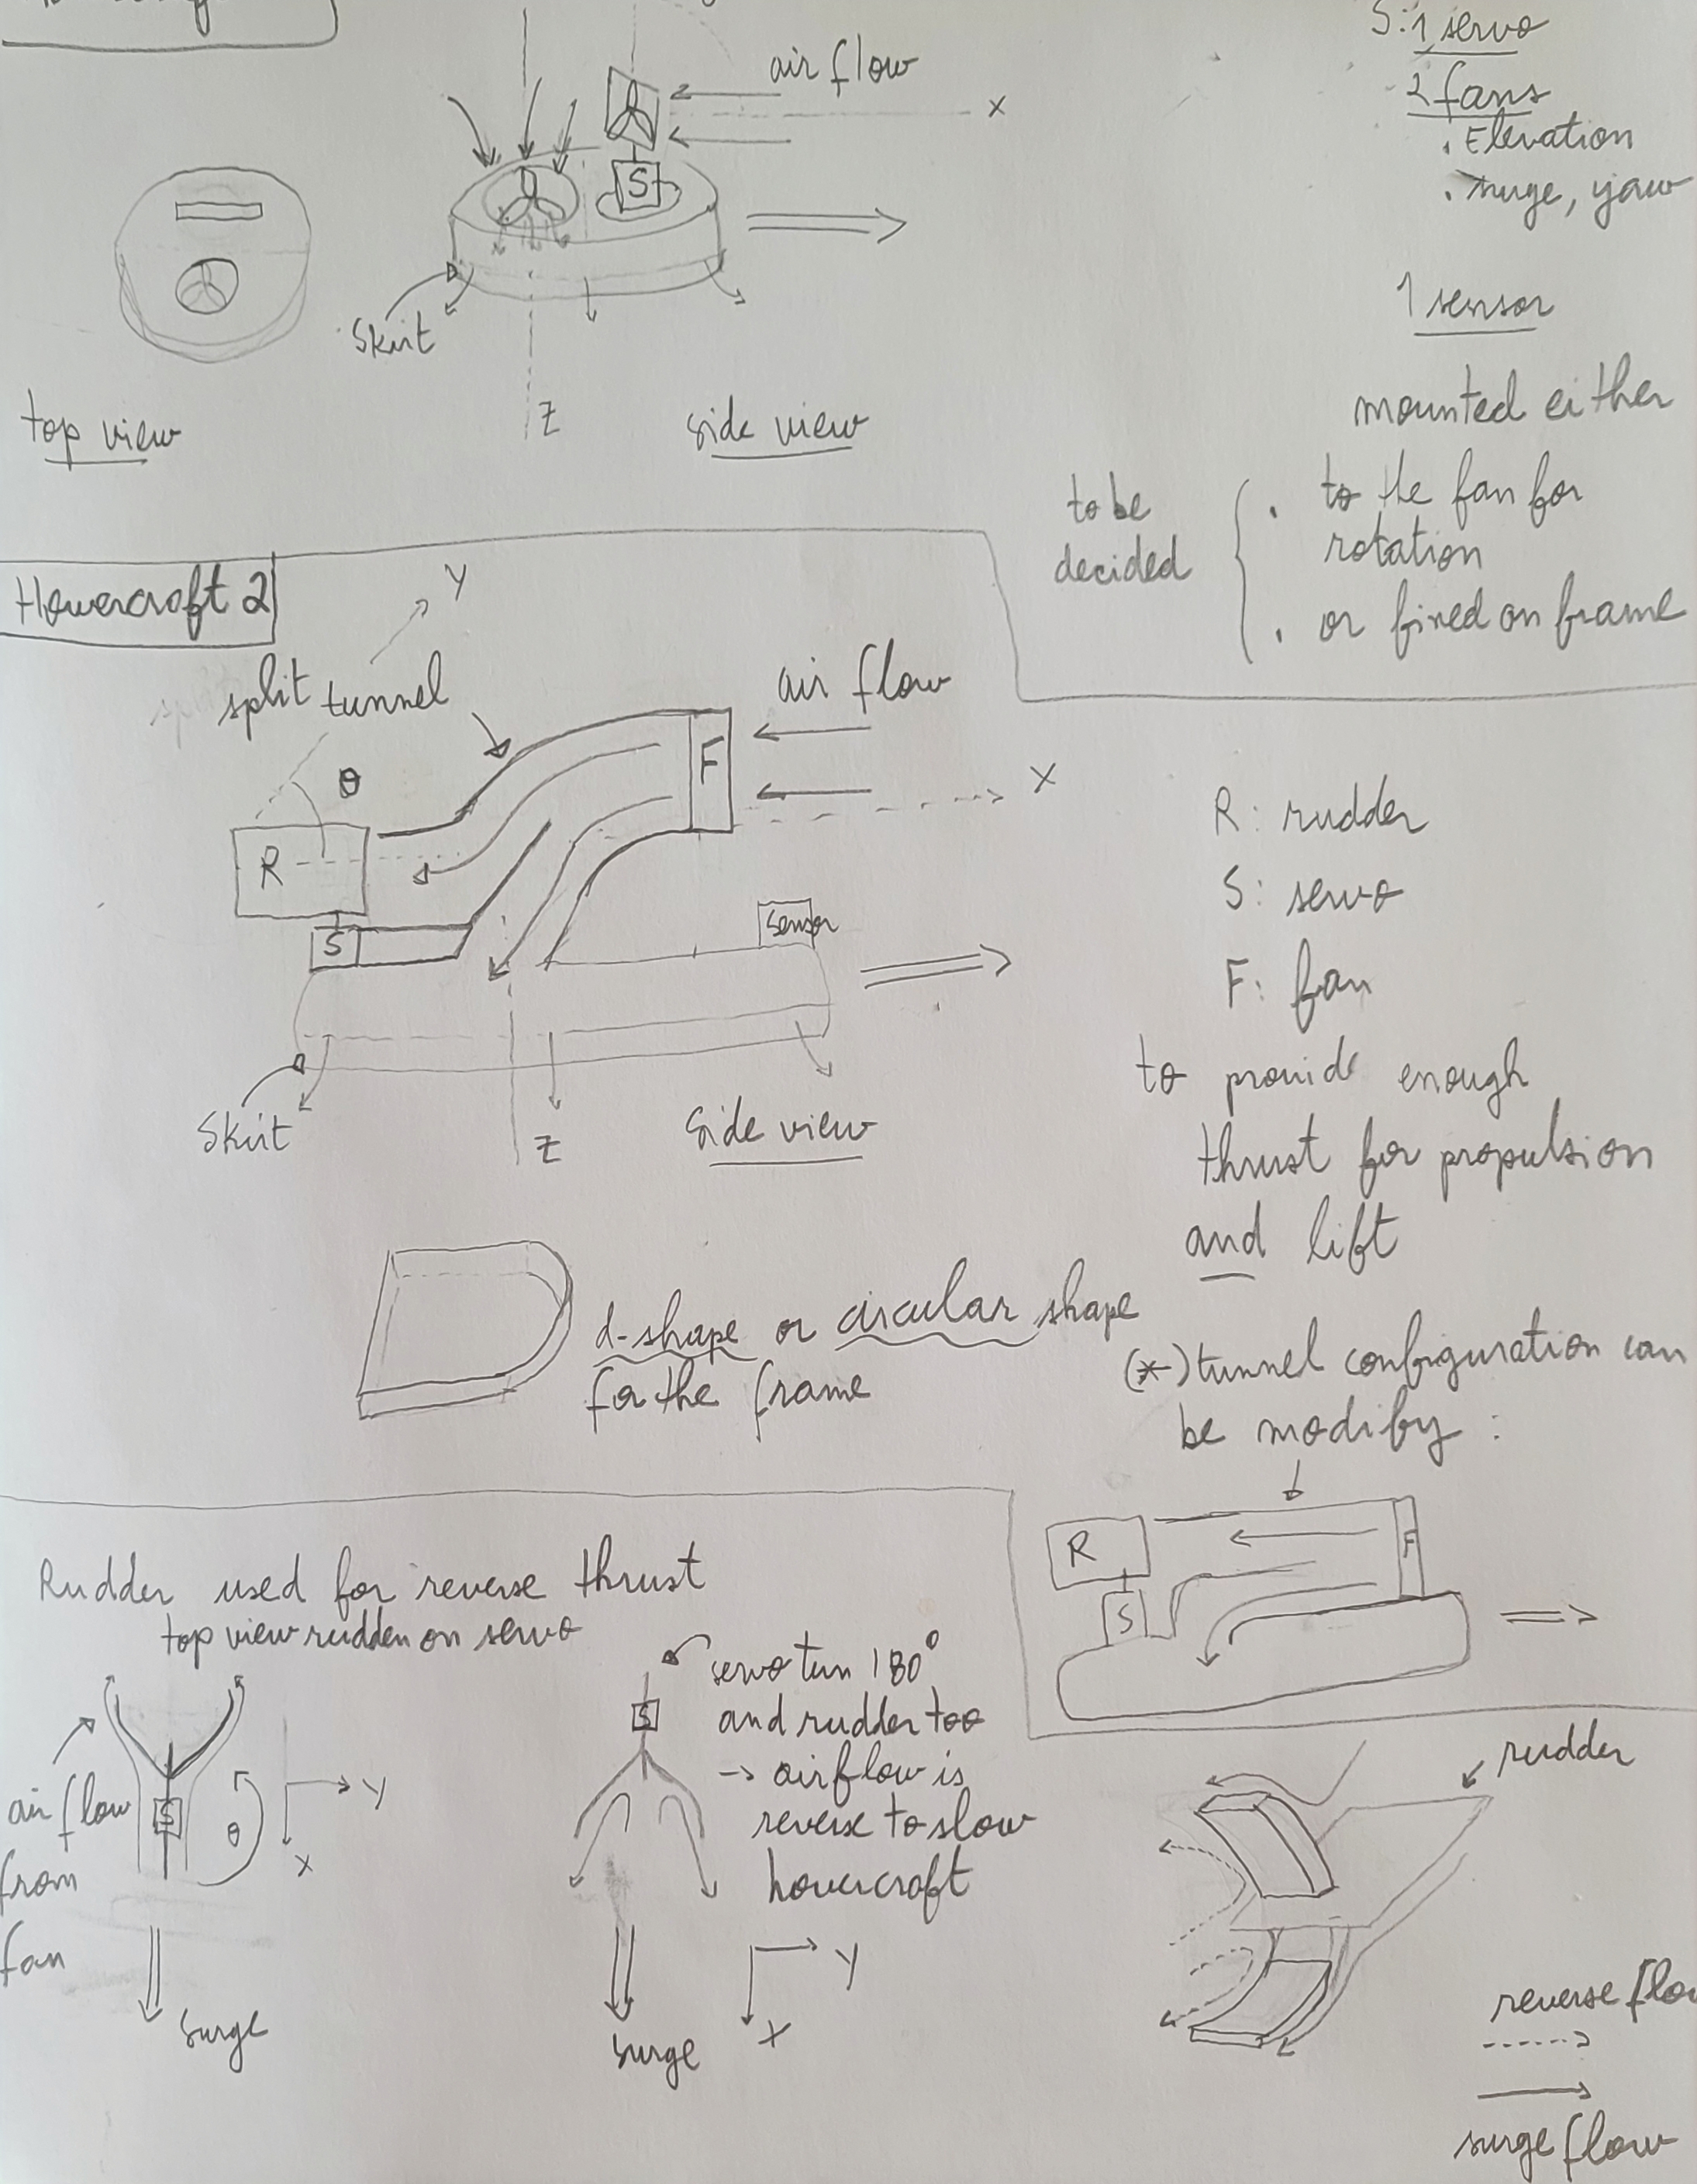 air flow
x
S
Skirt
top view
Z
side view
S: 1 servo
2 fans
. Elevation
. surge, yaw
1 sensor
mounted either
to be
decided
. to the fan for
rotation
. or fixed on frame
Hovercraft 2
Y
split tunnel
air flow
θ
F
X
R
S
Sensor
Skirt
Z
Side view
R: rudder
S: servo
F: fan
to provide enough
thrust for propulsion
and lift
d-shape or circular shape
for the frame
(*) tunnel configuration can
be modify :
R
F
S
Rudder used for reverse thrust
top view rudder on servo
air flow
from
fan
S
θ
Y
X
surge
servo turn 180°
and rudder too
→ airflow is
reverse to slow
hovercraft
S
Y
X
surge
rudder
reverse flow
surge flow